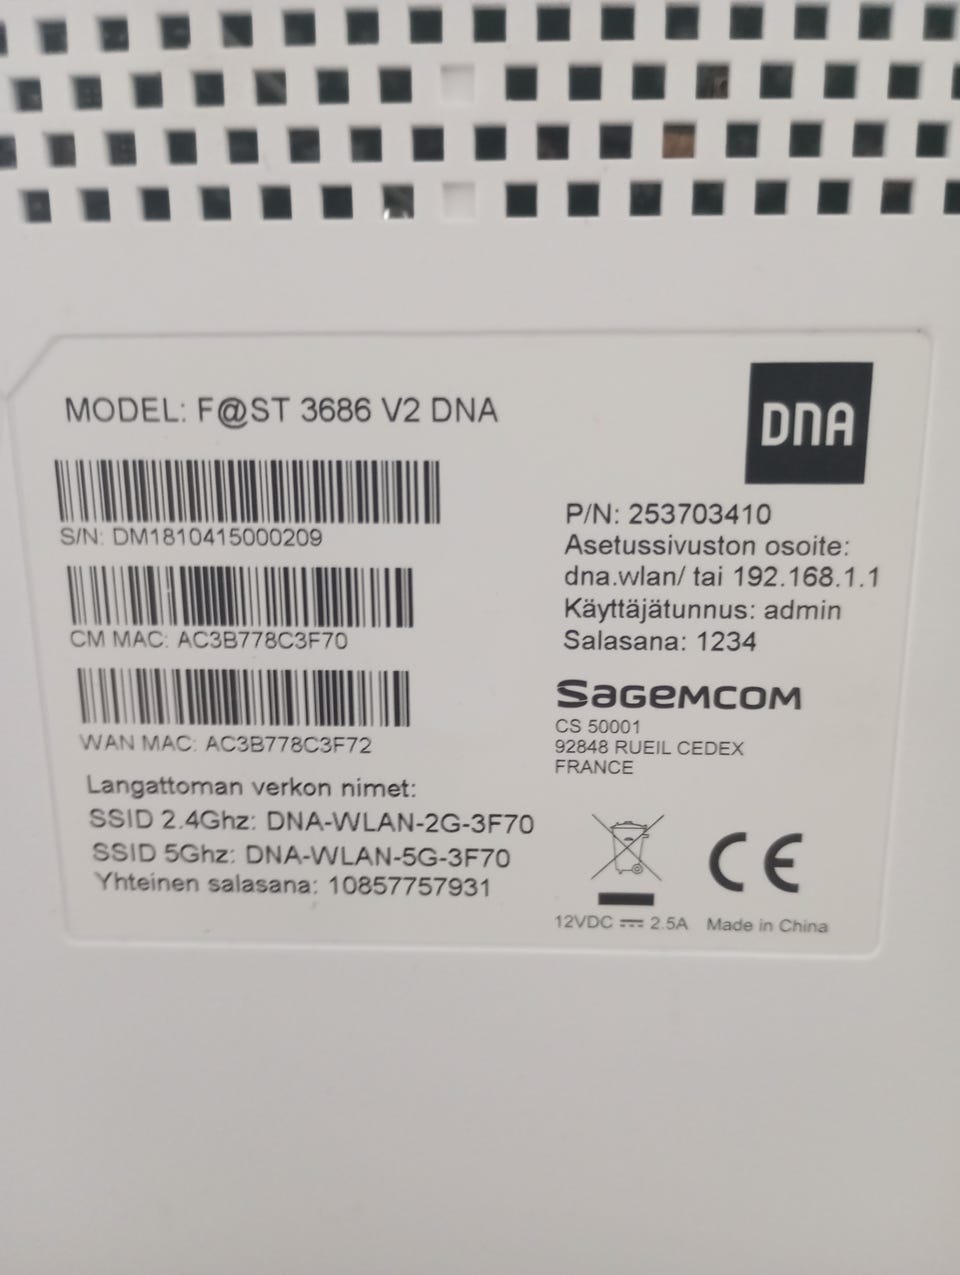 MODEL: F@ST 3686 V2 DNA
DNA
S/N: DM1810415000209
CM MAC: AC3B778C3F70
WAN MAC: AC3B778C3F72
Langattoman verkon nimet:
SSID 2.4Ghz: DNA-WLAN-2G-3F70
SSID 5Ghz: DNA-WLAN-5G-3F70
Yhteinen salasana: 10857757931
P/N: 253703410
Asetussivuston osoite:
dna.wlan/ tai 192.168.1.1
Käyttäjätunnus: admin
Salasana: 1234
SAGEMCOM
CS 50001
92848 RUEIL CEDEX
FRANCE
CE
12VDC ⎓ 2.5A Made in China